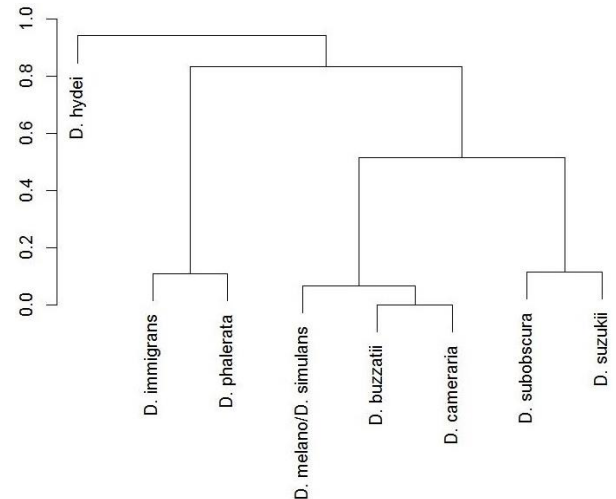 1.0
0.8
0.6
0.4
0.2
0.0
D. hydei
D. immigrans
D. phalerata
D. melano/D. simulans
D. buzzatii
D. cameraria
D. subobscura
D. suzukii